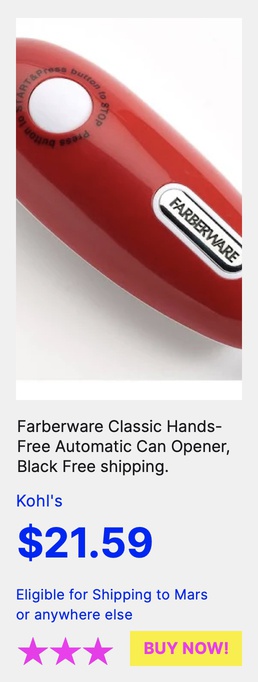 Press button to START&Press button to STOP
FARBERWARE
Farberware Classic Hands-
Free Automatic Can Opener,
Black Free shipping.
Kohl's
$21.59
Eligible for Shipping to Mars
or anywhere else
BUY NOW!